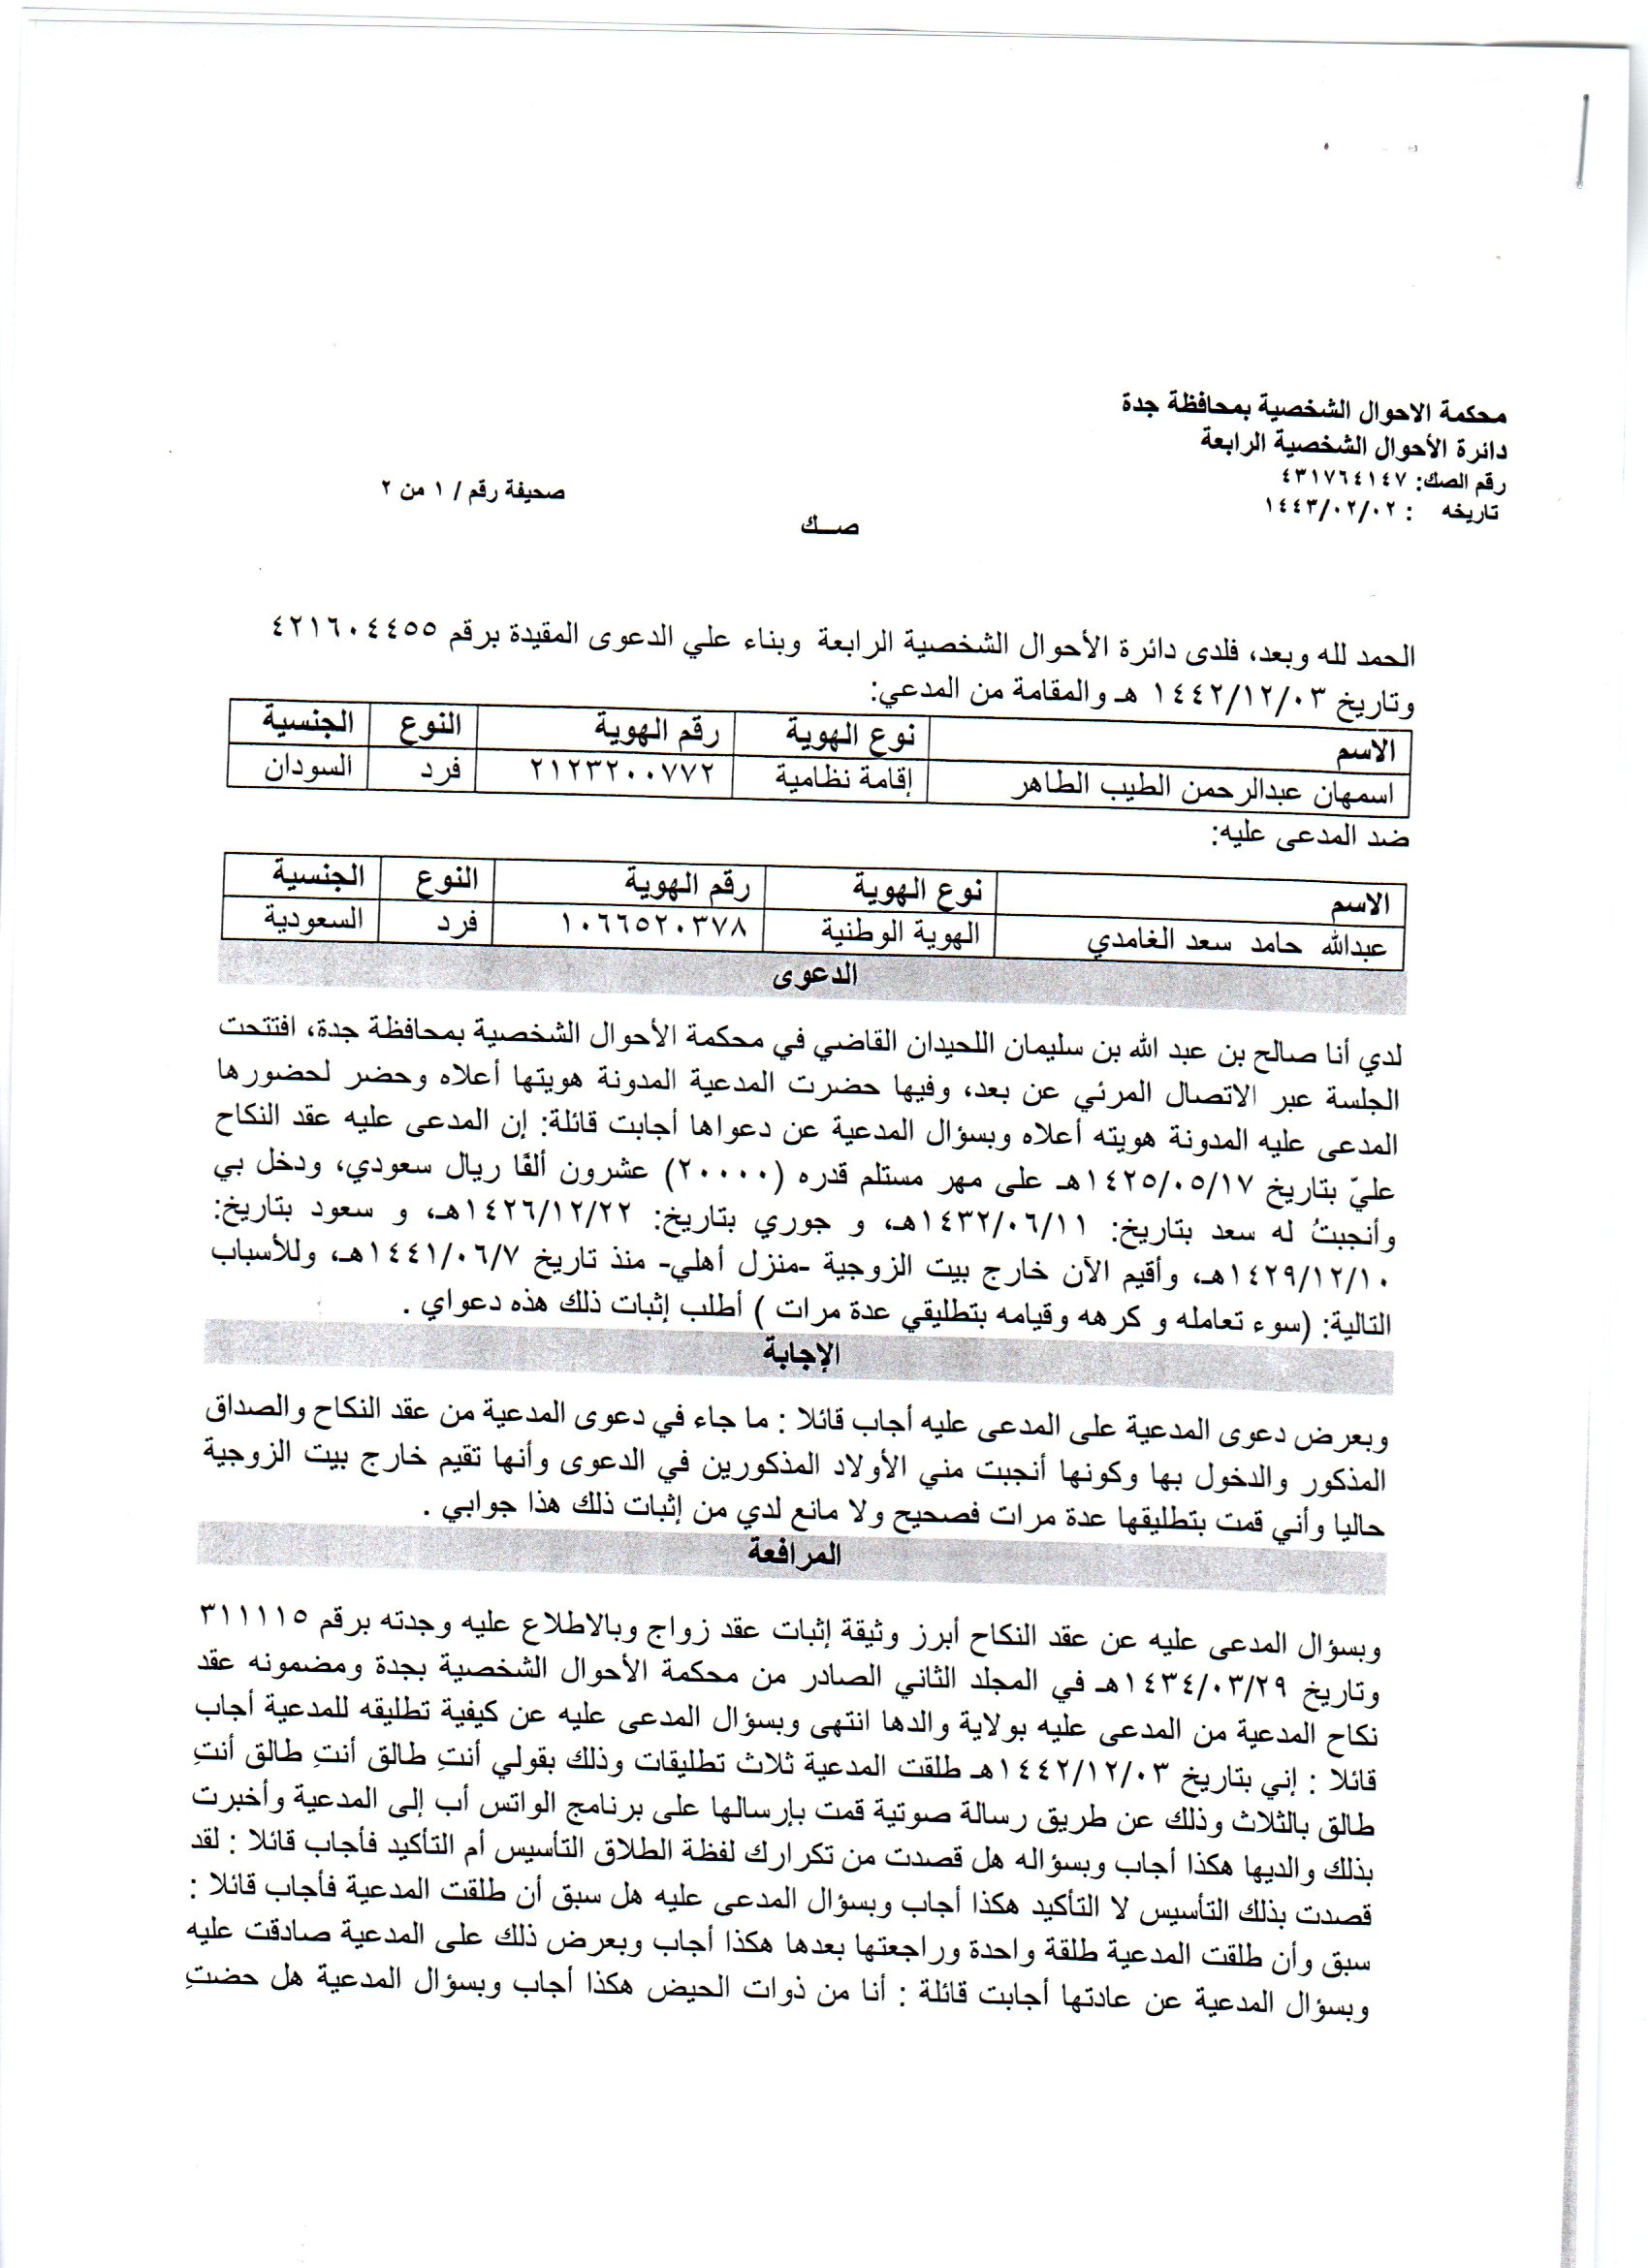 محكمة الاحوال الشخصية بمحافظة جدة
دائرة الأحوال الشخصية الرابعة
رقم الصك: ٤٣١٧٦٤١٤٧
تاريخه : ١٤٤٣/٠٢/٠٢
صحيفة رقم / ١ من ٢
صـــك
الحمد لله وبعد، فلدى دائرة الأحوال الشخصية الرابعة وبناء علي الدعوى المقيدة برقم ٤٢١٦٠٤٤٥٥
وتاريخ ١٤٤٢/١٢/٠٣ هـ والمقامة من المدعي:
الاسم نوع الهوية رقم الهوية النوع الجنسية
اسمهان عبدالرحمن الطيب الطاهر إقامة نظامية ٢١٢٣٢٠٠٧٧٢ فرد السودان
ضد المدعى عليه:
الاسم نوع الهوية رقم الهوية النوع الجنسية
عبدالله حامد سعد الغامدي الهوية الوطنية ١٠٦٦٥٢٠٣٧٨ فرد السعودية
الدعوى
لدي أنا صالح بن عبد الله بن سليمان اللحيدان القاضي في محكمة الأحوال الشخصية بمحافظة جدة، افتتحت
الجلسة عبر الاتصال المرئي عن بعد، وفيها حضرت المدعية المدونة هويتها أعلاه وحضر لحضورها
المدعى عليه المدونة هويته أعلاه وبسؤال المدعية عن دعواها أجابت قائلة: إن المدعى عليه عقد النكاح
عليّ بتاريخ ١٤٢٥/٠٥/١٧هـ على مهر مستلم قدره (٢٠٠٠٠) عشرون ألفًا ريال سعودي، ودخل بي
وأنجبتُ له سعد بتاريخ: ١٤٣٢/٠٦/١١هـ، و جوري بتاريخ: ١٤٢٦/١٢/٢٢هـ، و سعود بتاريخ:
١٤٢٩/١٢/١٠هـ، وأقيم الآن خارج بيت الزوجية -منزل أهلي- منذ تاريخ ١٤٤١/٠٦/٧هـ، وللأسباب
التالية: (سوء تعامله و كرهه وقيامه بتطليقي عدة مرات ) أطلب إثبات ذلك هذه دعواي .
الإجابة
وبعرض دعوى المدعية على المدعى عليه أجاب قائلا : ما جاء في دعوى المدعية من عقد النكاح والصداق
المذكور والدخول بها وكونها أنجبت مني الأولاد المذكورين في الدعوى وأنها تقيم خارج بيت الزوجية
حاليا وأني قمت بتطليقها عدة مرات فصحيح ولا مانع لدي من إثبات ذلك هذا جوابي .
المرافعة
وبسؤال المدعى عليه عن عقد النكاح أبرز وثيقة إثبات عقد زواج وبالاطلاع عليه وجدته برقم ٣١١١١٥
وتاريخ ١٤٣٤/٠٣/٢٩هـ في المجلد الثاني الصادر من محكمة الأحوال الشخصية بجدة ومضمونه عقد
نكاح المدعية من المدعى عليه بولاية والدها انتهى وبسؤال المدعى عليه عن كيفية تطليقه للمدعية أجاب
قائلا : إني بتاريخ ١٤٤٢/١٢/٠٣هـ طلقت المدعية ثلاث تطليقات وذلك بقولي أنتِ طالق أنتِ طالق أنتِ
طالق بالثلاث وذلك عن طريق رسالة صوتية قمت بإرسالها على برنامج الواتس أب إلى المدعية وأخبرت
بذلك والديها هكذا أجاب وبسؤاله هل قصدت من تكرارك لفظة الطلاق التأسيس أم التأكيد فأجاب قائلا : لقد
قصدت بذلك التأسيس لا التأكيد هكذا أجاب وبسؤال المدعى عليه هل سبق أن طلقت المدعية فأجاب قائلا :
سبق وأن طلقت المدعية طلقة واحدة وراجعتها بعدها هكذا أجاب وبعرض ذلك على المدعية صادقت عليه
وبسؤال المدعية عن عادتها أجابت قائلة : أنا من ذوات الحيض هكذا أجاب وبسؤال المدعية هل حضتِ